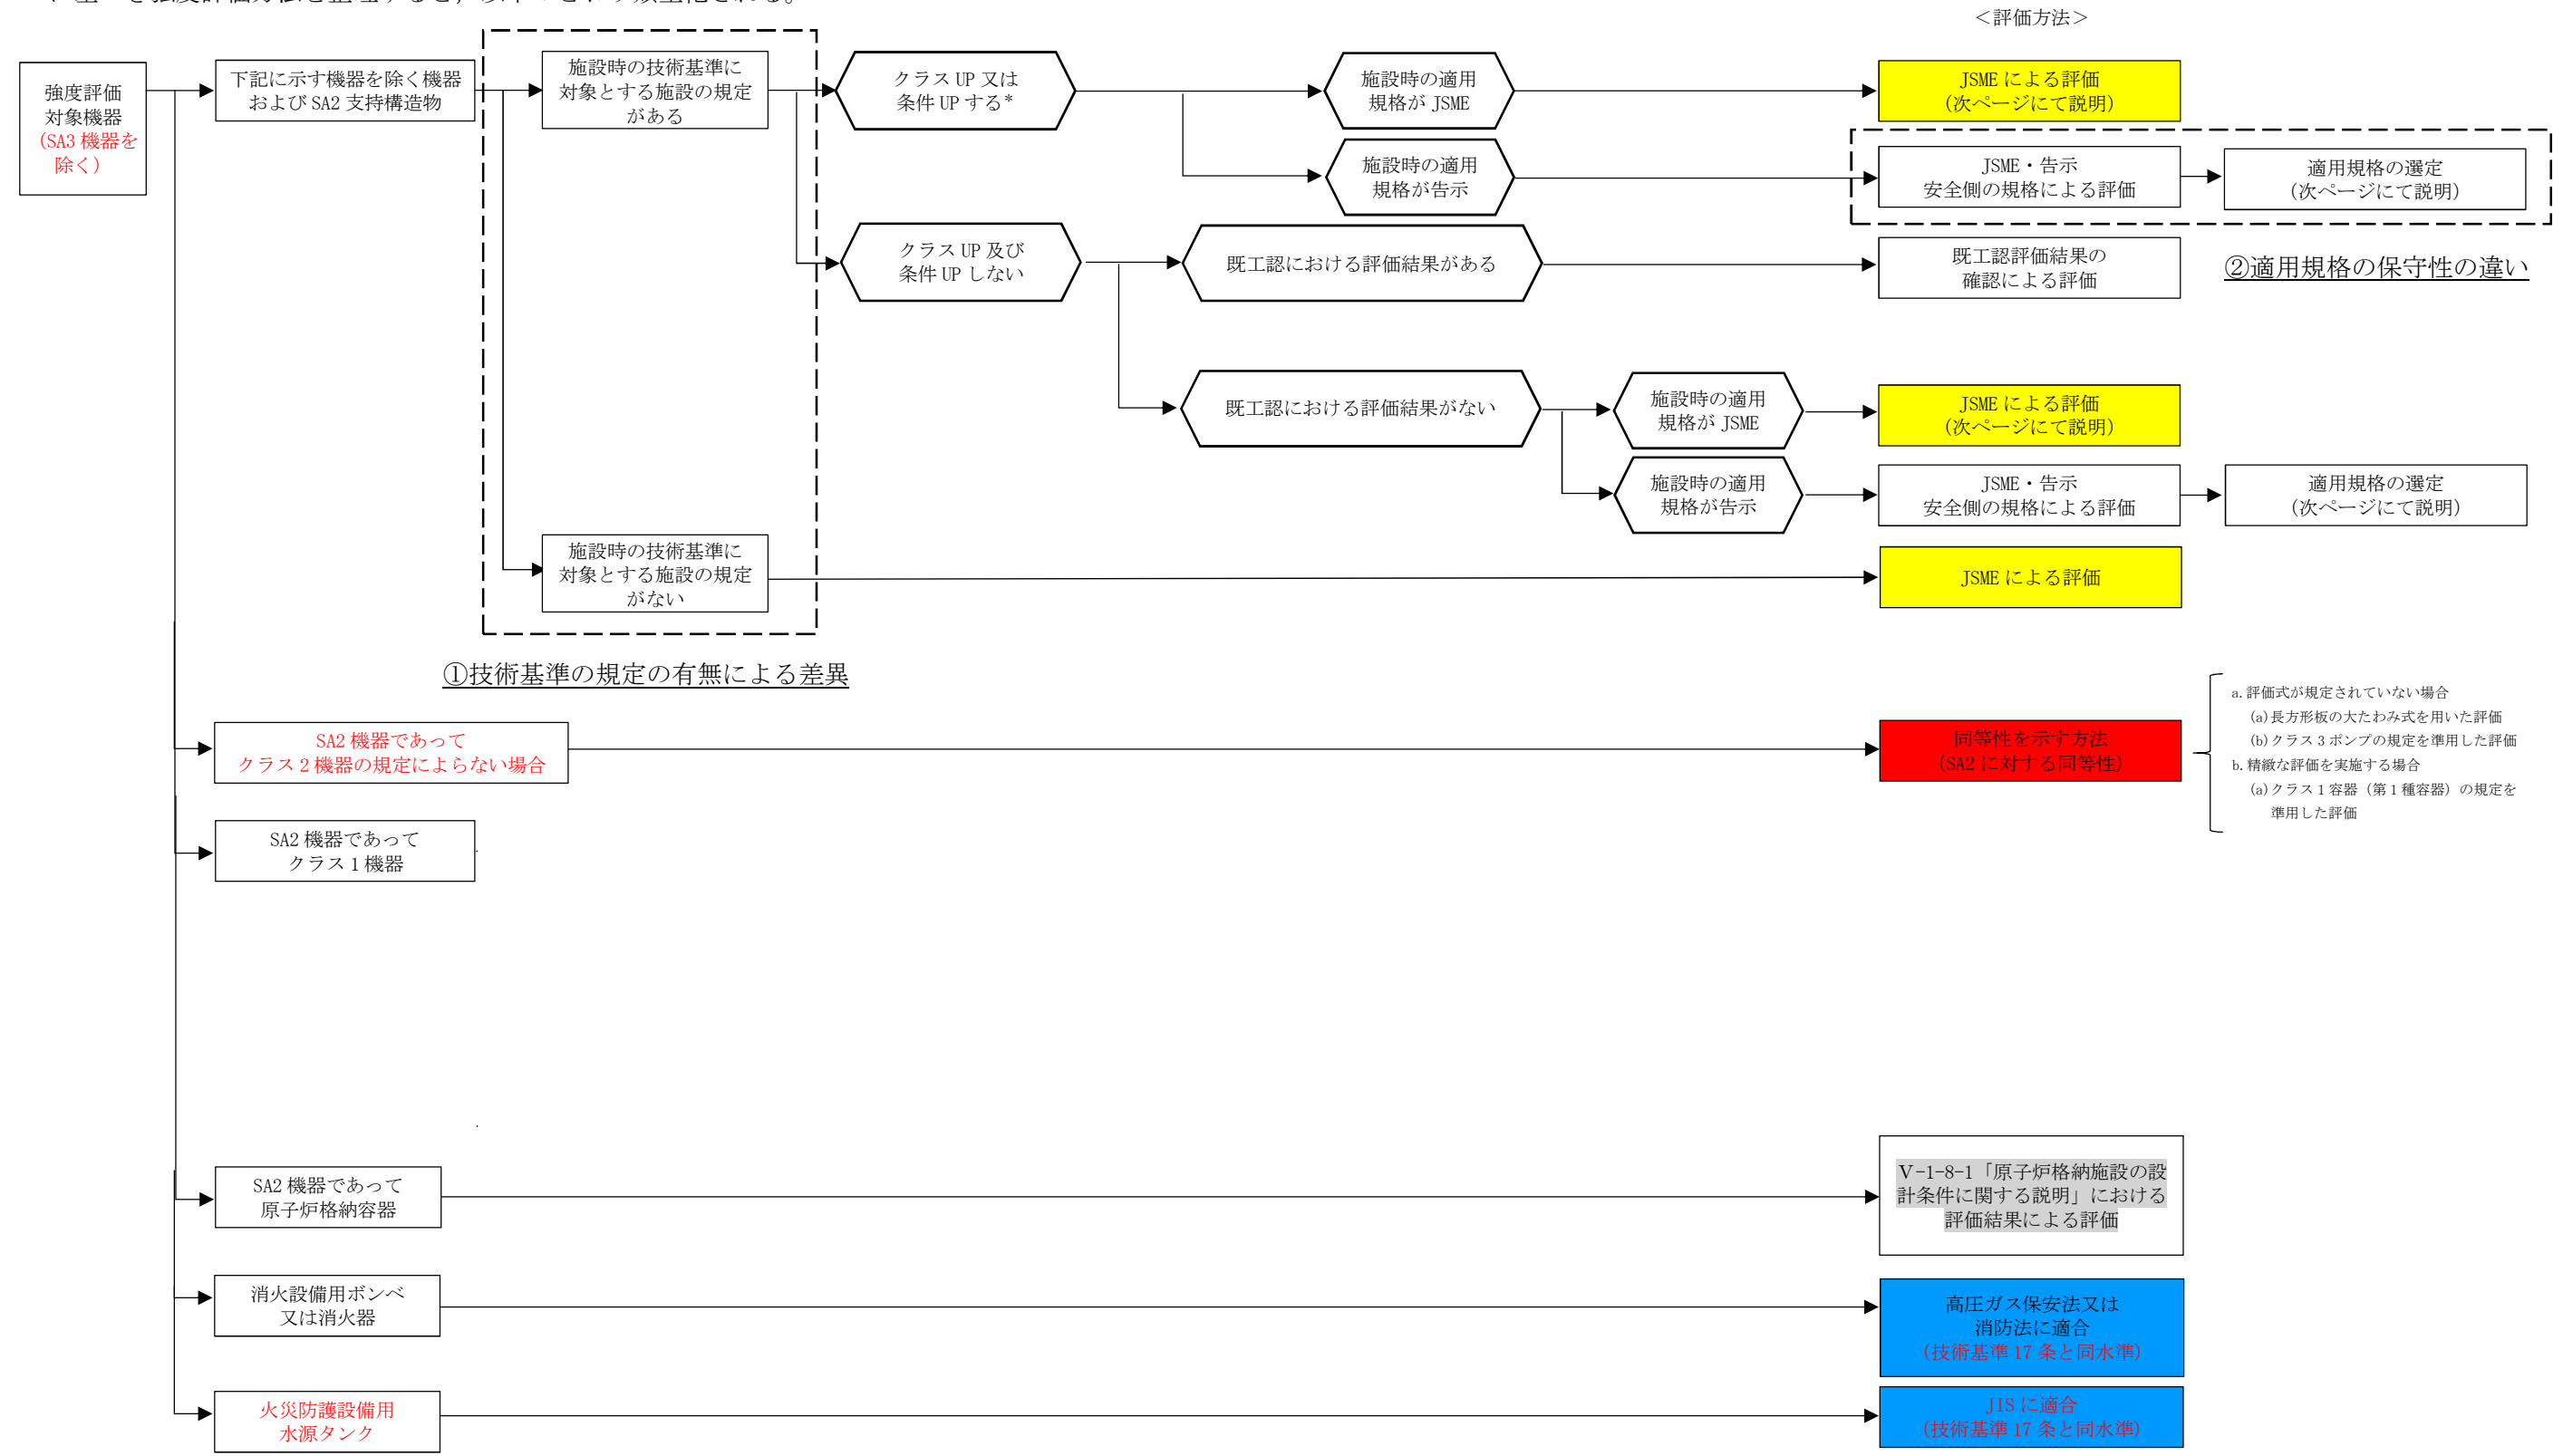 ＜評価方法＞
強度評価
対象機器
(SA3 機器を
除く)
下記に示す機器を除く機器
および SA2 支持構造物
施設時の技術基準に
対象とする施設の規定
がある
クラス UP 又は
条件 UP する*
施設時の適用
規格が JSME
JSME による評価
(次ページにて説明)
施設時の適用
規格が告示
JSME・告示
安全側の規格による評価
適用規格の選定
(次ページにて説明)
クラス UP 及び
条件 UP しない
既工認における評価結果がある
既工認評価結果の
確認による評価
②適用規格の保守性の違い
既工認における評価結果がない
施設時の適用
規格が JSME
JSME による評価
(次ページにて説明)
施設時の適用
規格が告示
JSME・告示
安全側の規格による評価
適用規格の選定
(次ページにて説明)
施設時の技術基準に
対象とする施設の規定
がない
JSME による評価
①技術基準の規定の有無による差異
SA2 機器であって
クラス 2 機器の規定によらない場合
同等性を示す方法
(SA2 に対する同等性)
a. 評価式が規定されていない場合
(a) 長方形板の大たわみ式を用いた評価
(b) クラス 3 ポンプの規定を準用した評価
b. 精緻な評価を実施する場合
(a) クラス 1 容器（第 1 種容器）の規定を
準用した評価
SA2 機器であって
クラス 1 機器
SA2 機器であって
原子炉格納容器
Ⅴ-1-8-1「原子炉格納施設の設
計条件に関する説明」における
評価結果による評価
消火設備用ボンベ
又は消火器
高圧ガス保安法又は
消防法に適合
(技術基準 17 条と同水準)
火災防護設備用
水源タンク
JIS に適合
(技術基準 17 条と同水準)